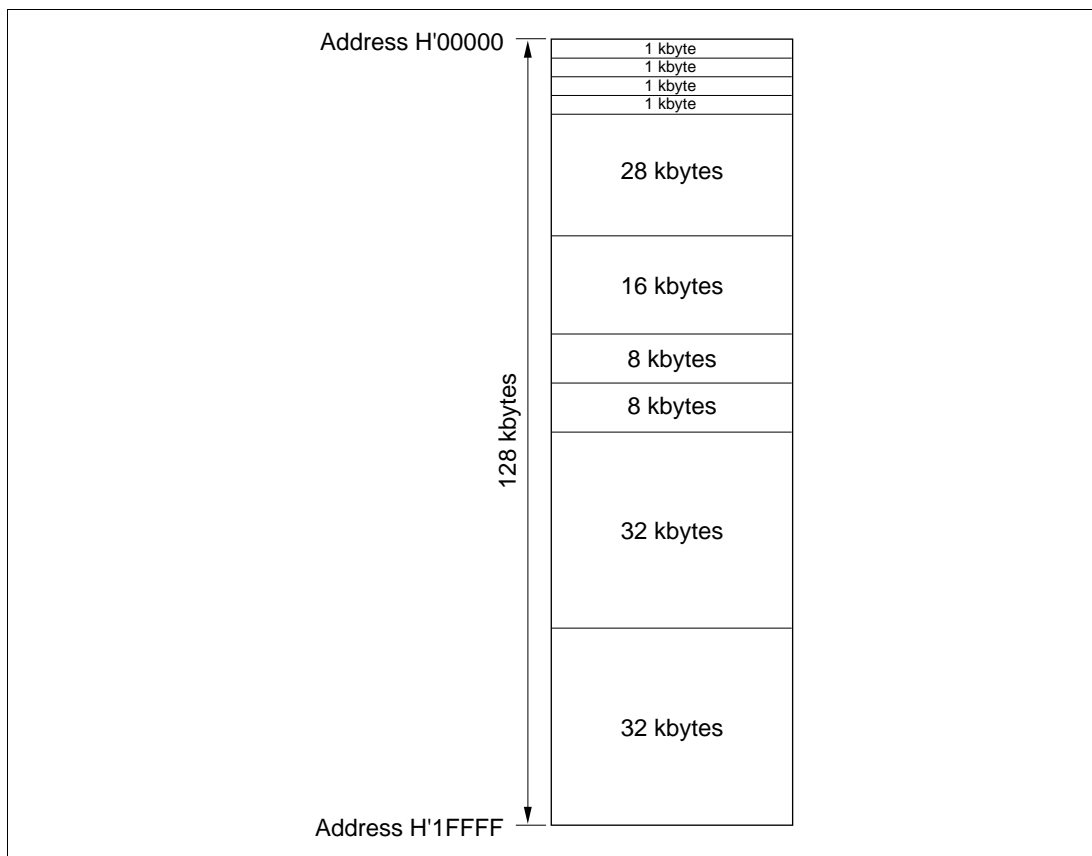 Address H'00000
1 kbyte
1 kbyte
1 kbyte
1 kbyte
28 kbytes
16 kbytes
8 kbytes
8 kbytes
128 kbytes
32 kbytes
32 kbytes
Address H'1FFFF